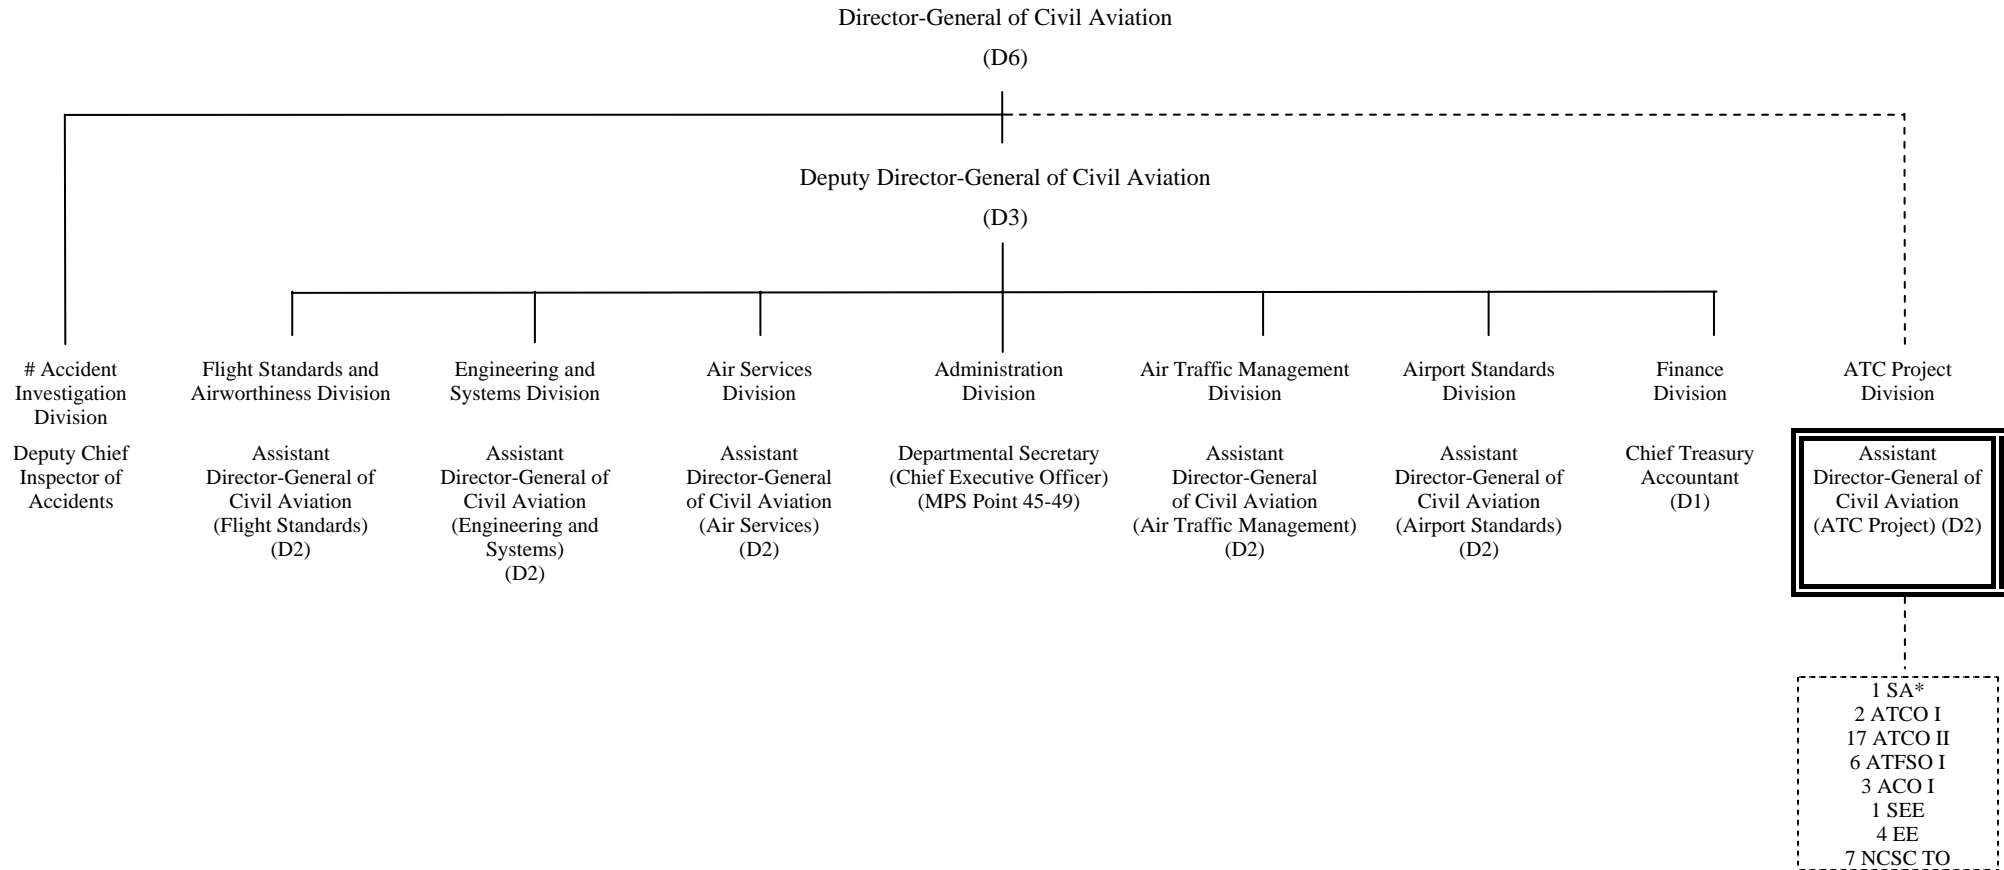 Director-General of Civil Aviation
(D6)
Deputy Director-General of Civil Aviation
(D3)
# Accident
Investigation
Division
Deputy Chief
Inspector of
Accidents
Flight Standards and
Airworthiness Division
Assistant
Director-General of
Civil Aviation
(Flight Standards)
(D2)
Engineering and
Systems Division
Assistant
Director-General of
Civil Aviation
(Engineering and
Systems)
(D2)
Air Services
Division
Assistant
Director-General
of Civil Aviation
(Air Services)
(D2)
Administration
Division
Departmental Secretary
(Chief Executive Officer)
(MPS Point 45-49)
Air Traffic Management
Division
Assistant
Director-General
of Civil Aviation
(Air Traffic Management)
(D2)
Airport Standards
Division
Assistant
Director-General of
Civil Aviation
(Airport Standards)
(D2)
Finance
Division
Chief Treasury
Accountant
(D1)
ATC Project
Division
Assistant
Director-General of
Civil Aviation
(ATC Project) (D2)
1 SA*
2 ATCO I
17 ATCO II
6 ATFSO I
3 ACO I
1 SEE
4 EE
7 NCSC TO